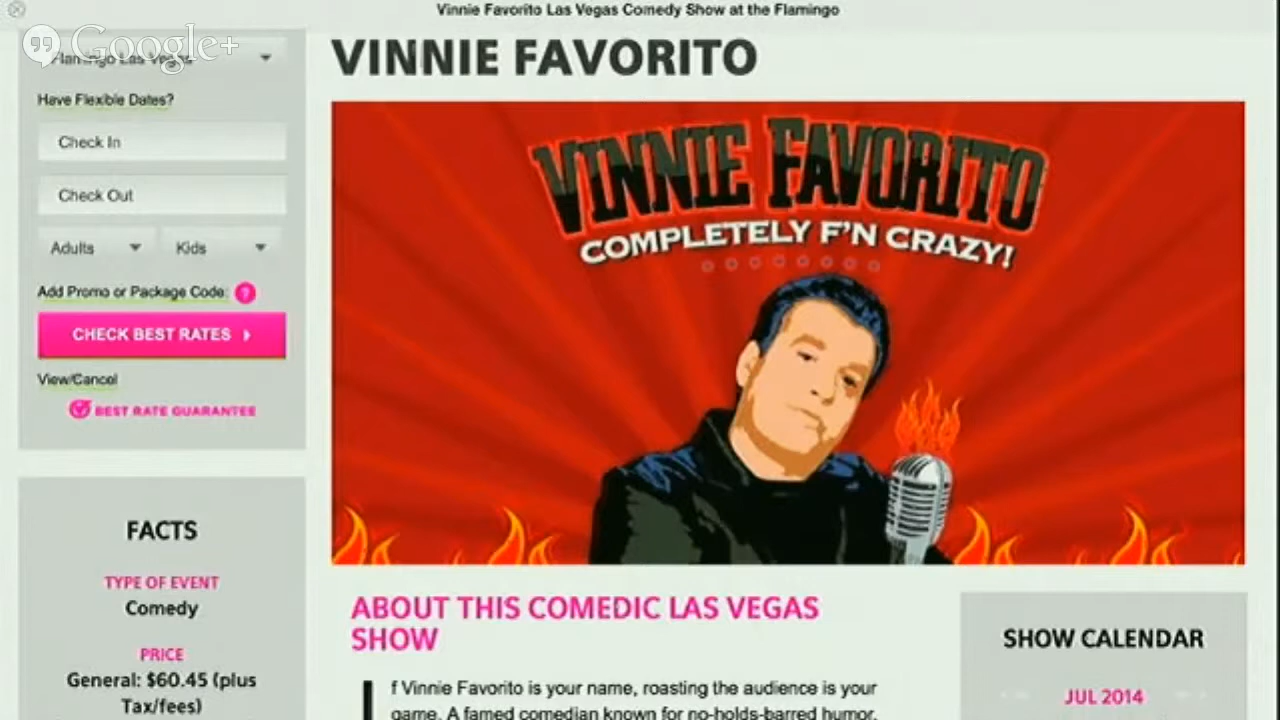 Vinnie Favorito Las Vegas Comedy Show at the Flamingo
Google+
Flamingo Las Vegas
Have Flexible Dates?
Check In
Check Out
Adults
Kids
Add Promo or Package Code: ?
CHECK BEST RATES
View/Cancel
BEST RATE GUARANTEE
FACTS
TYPE OF EVENT
Comedy
PRICE
General: $60.45 (plus
Tax/fees)
VINNIE FAVORITO
VINNIE FAVORITO
COMPLETELY F'N CRAZY!
ABOUT THIS COMEDIC LAS VEGAS
SHOW
I
f Vinnie Favorito is your name, roasting the audience is your
game. A famed comedian known for no-holds-barred humor,
SHOW CALENDAR
JUL 2014